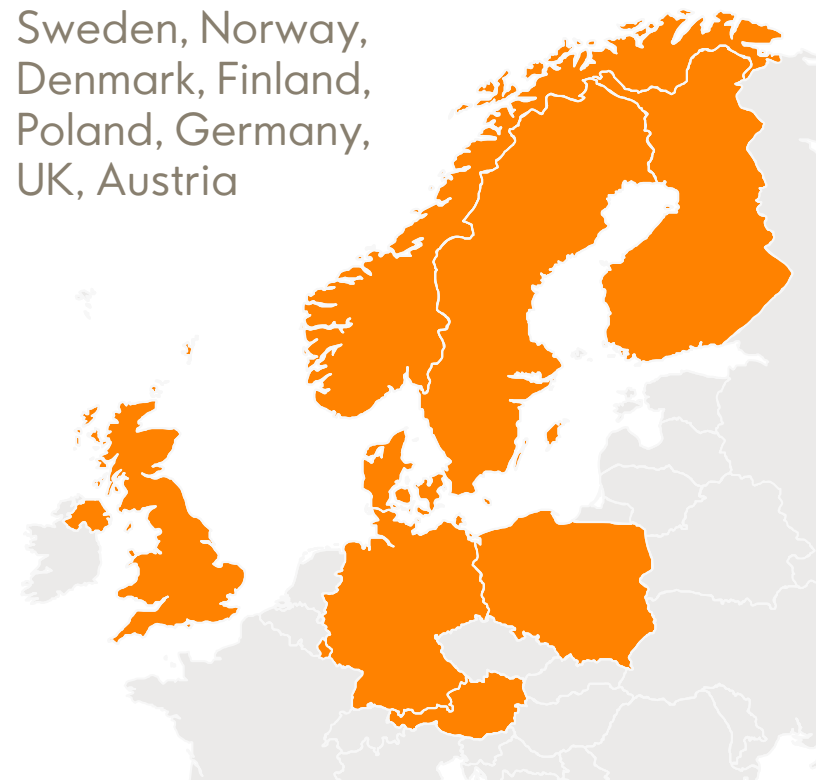 Sweden, Norway,
Denmark, Finland,
Poland, Germany,
UK, Austria